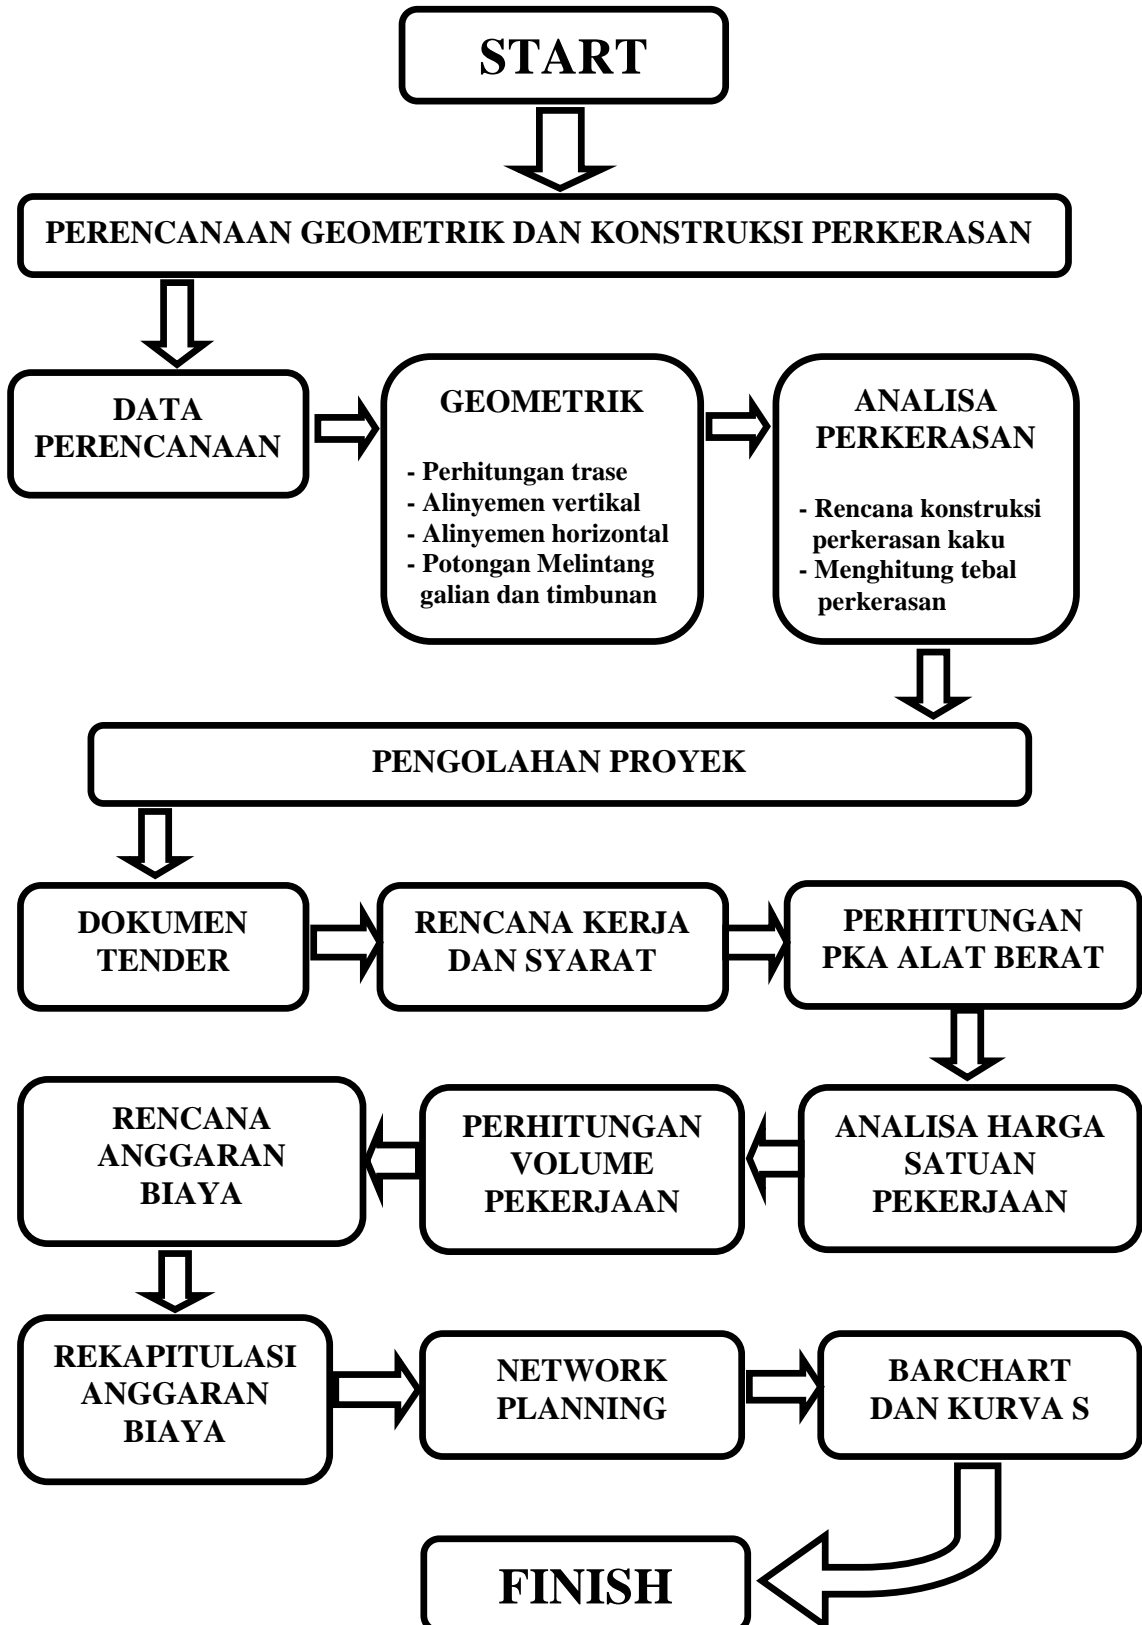 START
PERENCANAAN GEOMETRIK DAN KONSTRUKSI PERKERASAN
DATA
PERENCANAAN
GEOMETRIK
- Perhitungan trase
- Alinyemen vertikal
- Alinyemen horizontal
- Potongan Melintang
galian dan timbunan
ANALISA
PERKERASAN
- Rencana konstruksi
perkerasan kaku
- Menghitung tebal
perkerasan
PENGOLAHAN PROYEK
DOKUMEN
TENDER
RENCANA KERJA
DAN SYARAT
PERHITUNGAN
PKA ALAT BERAT
ANALISA HARGA
SATUAN
PEKERJAAN
PERHITUNGAN
VOLUME
PEKERJAAN
RENCANA
ANGGARAN
BIAYA
REKAPITULASI
ANGGARAN
BIAYA
NETWORK
PLANNING
BARCHART
DAN KURVA S
FINISH